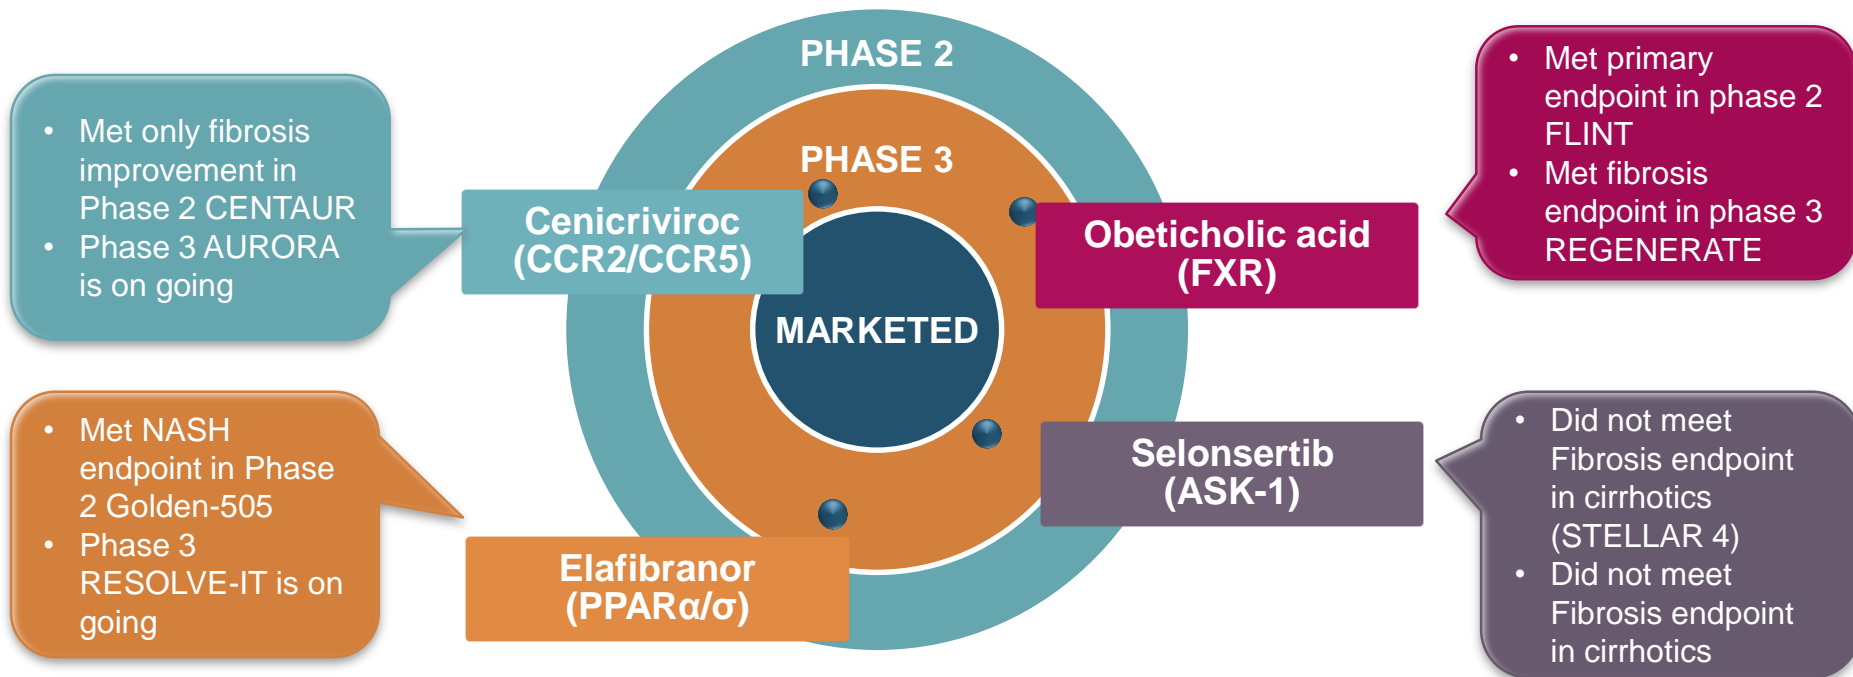 PHASE 2
PHASE 3
MARKETED
• Met only fibrosis
improvement in
Phase 2 CENTAUR
• Phase 3 AURORA
is on going
Cenicriviroc
(CCR2/CCR5)
Obeticholic acid
(FXR)
• Met primary
endpoint in phase 2
FLINT
• Met fibrosis
endpoint in phase 3
REGENERATE
• Met NASH
endpoint in Phase
2 Golden-505
• Phase 3
RESOLVE-IT is on
going
Elafibranor
(PPARα/σ)
Selonsertib
(ASK-1)
• Did not meet
Fibrosis endpoint
in cirrhotics
(STELLAR 4)
• Did not meet
Fibrosis endpoint
in cirrhotics